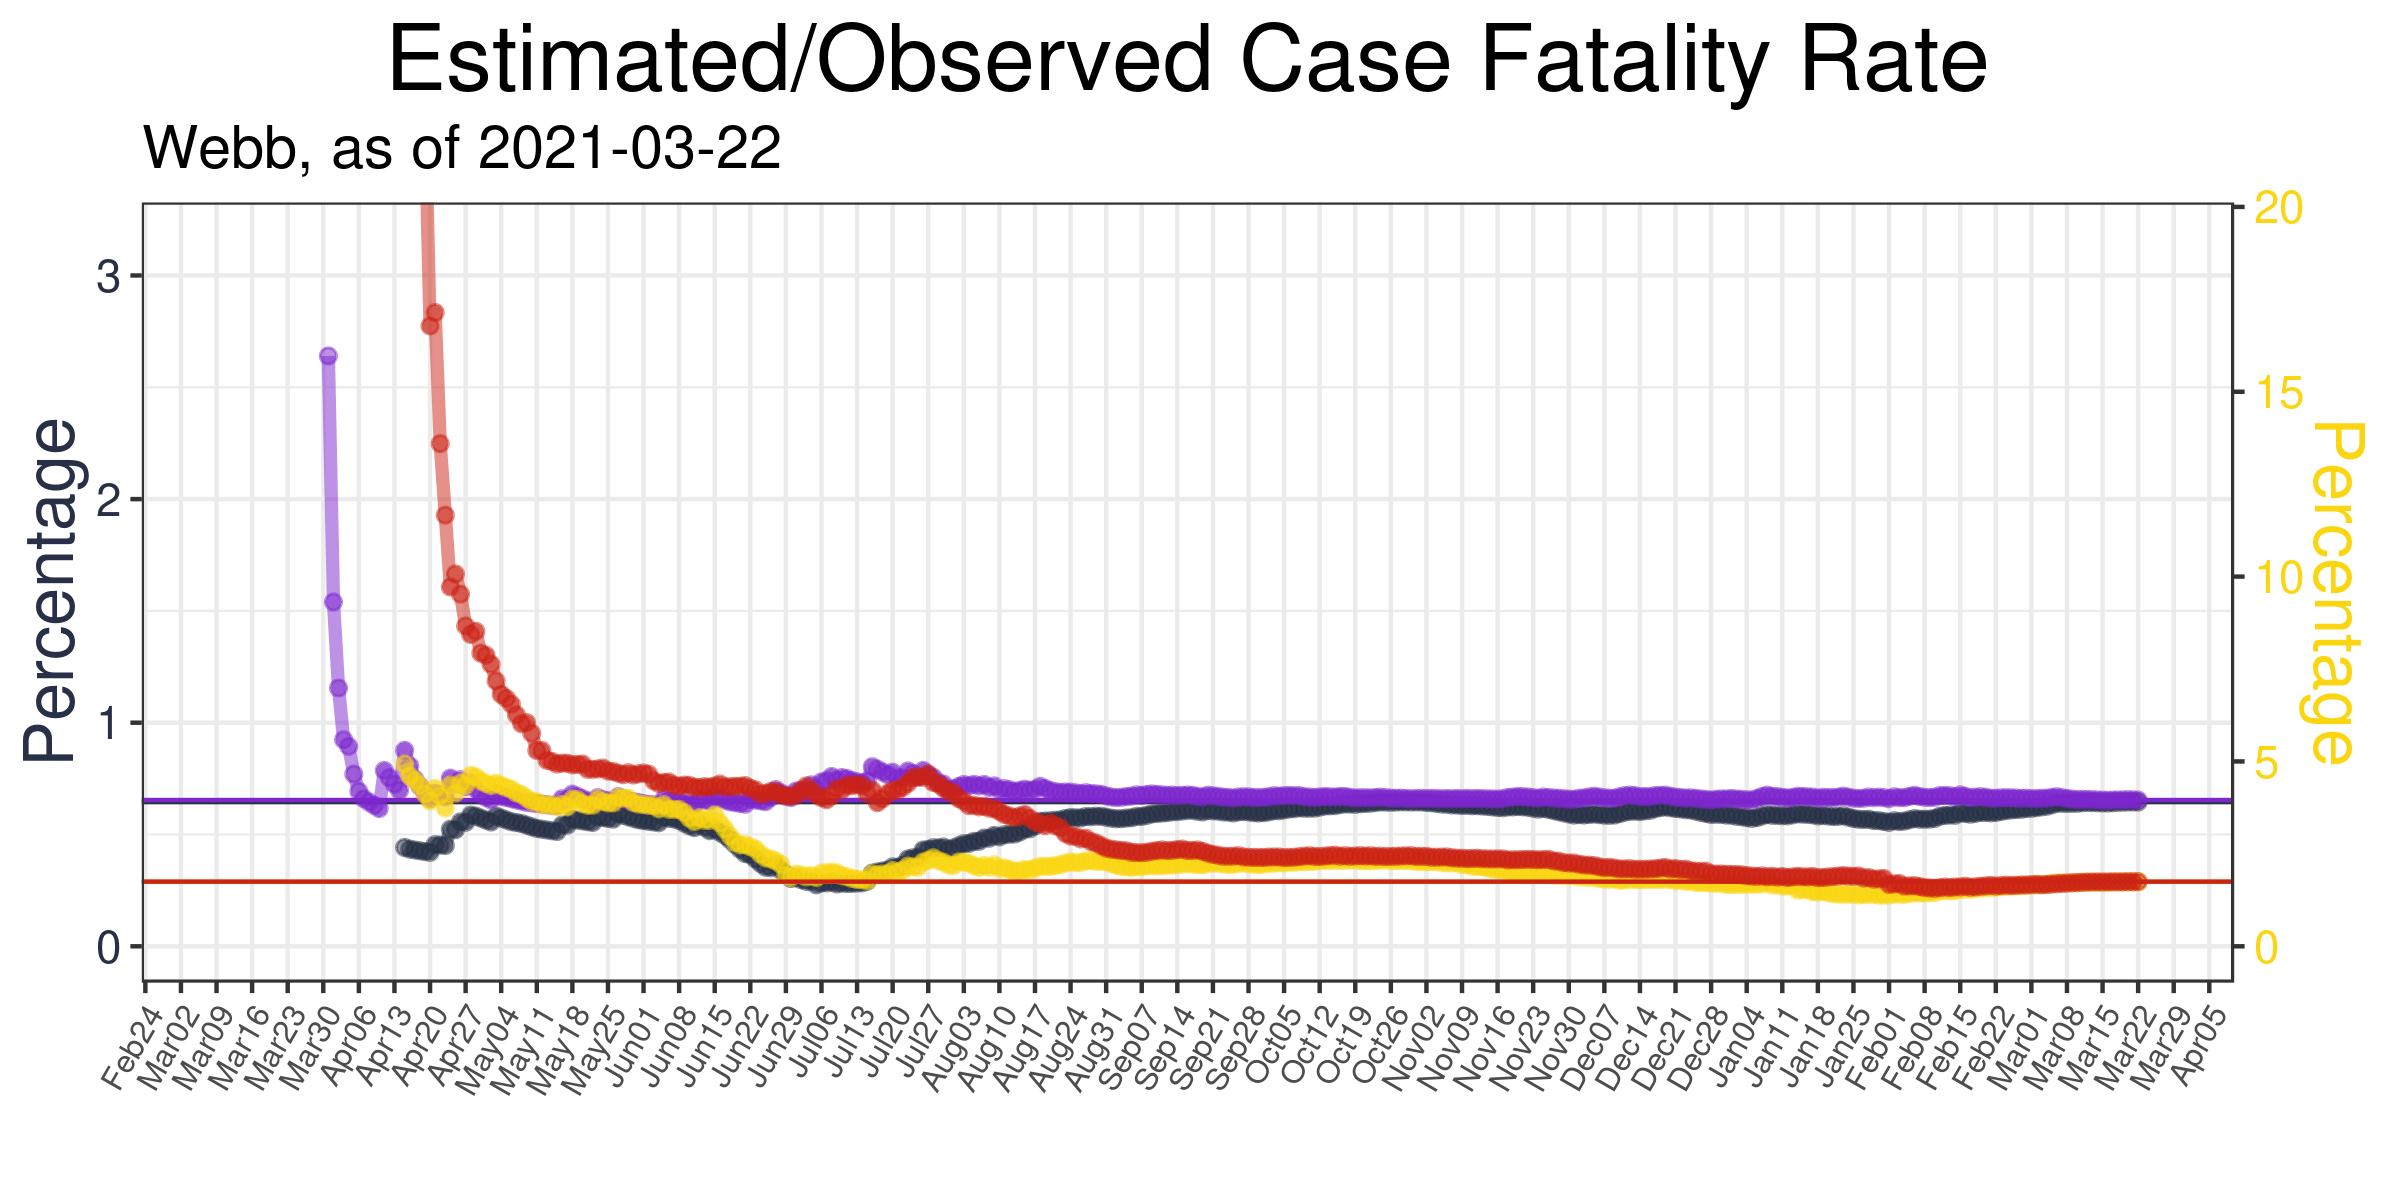 Estimated/Observed Case Fatality Rate
Webb, as of 2021-03-22
Percentage
3
2
1
0
20
15
10
5
0
Percentage
Feb24
Mar02
Mar09
Mar16
Mar23
Mar30
Apr06
Apr13
Apr20
Apr27
May04
May11
May18
May25
Jun01
Jun08
Jun15
Jun22
Jun29
Jul06
Jul13
Jul20
Jul27
Aug03
Aug10
Aug17
Aug24
Aug31
Sep07
Sep14
Sep21
Sep28
Oct05
Oct12
Oct19
Oct26
Nov02
Nov09
Nov16
Nov23
Nov30
Dec07
Dec14
Dec21
Dec28
Jan04
Jan11
Jan18
Jan25
Feb01
Feb08
Feb15
Feb22
Mar01
Mar08
Mar15
Mar22
Mar29
Apr05